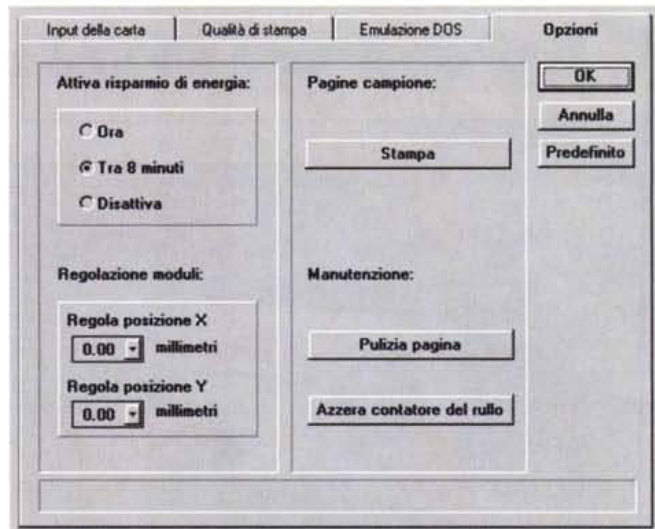 Input della carta
Qualità di stampa
Emulazione DOS
Opzioni
Attiva risparmio di energia:
Ora
Tra 8 minuti
Disattiva
Regolazione moduli:
Regola posizione X
0.00 millimetri
Regola posizione Y
0.00 millimetri
Pagine campione:
Stampa
Manutenzione:
Pulizia pagina
Azzera contatore del rullo
OK
Annulla
Predefinito